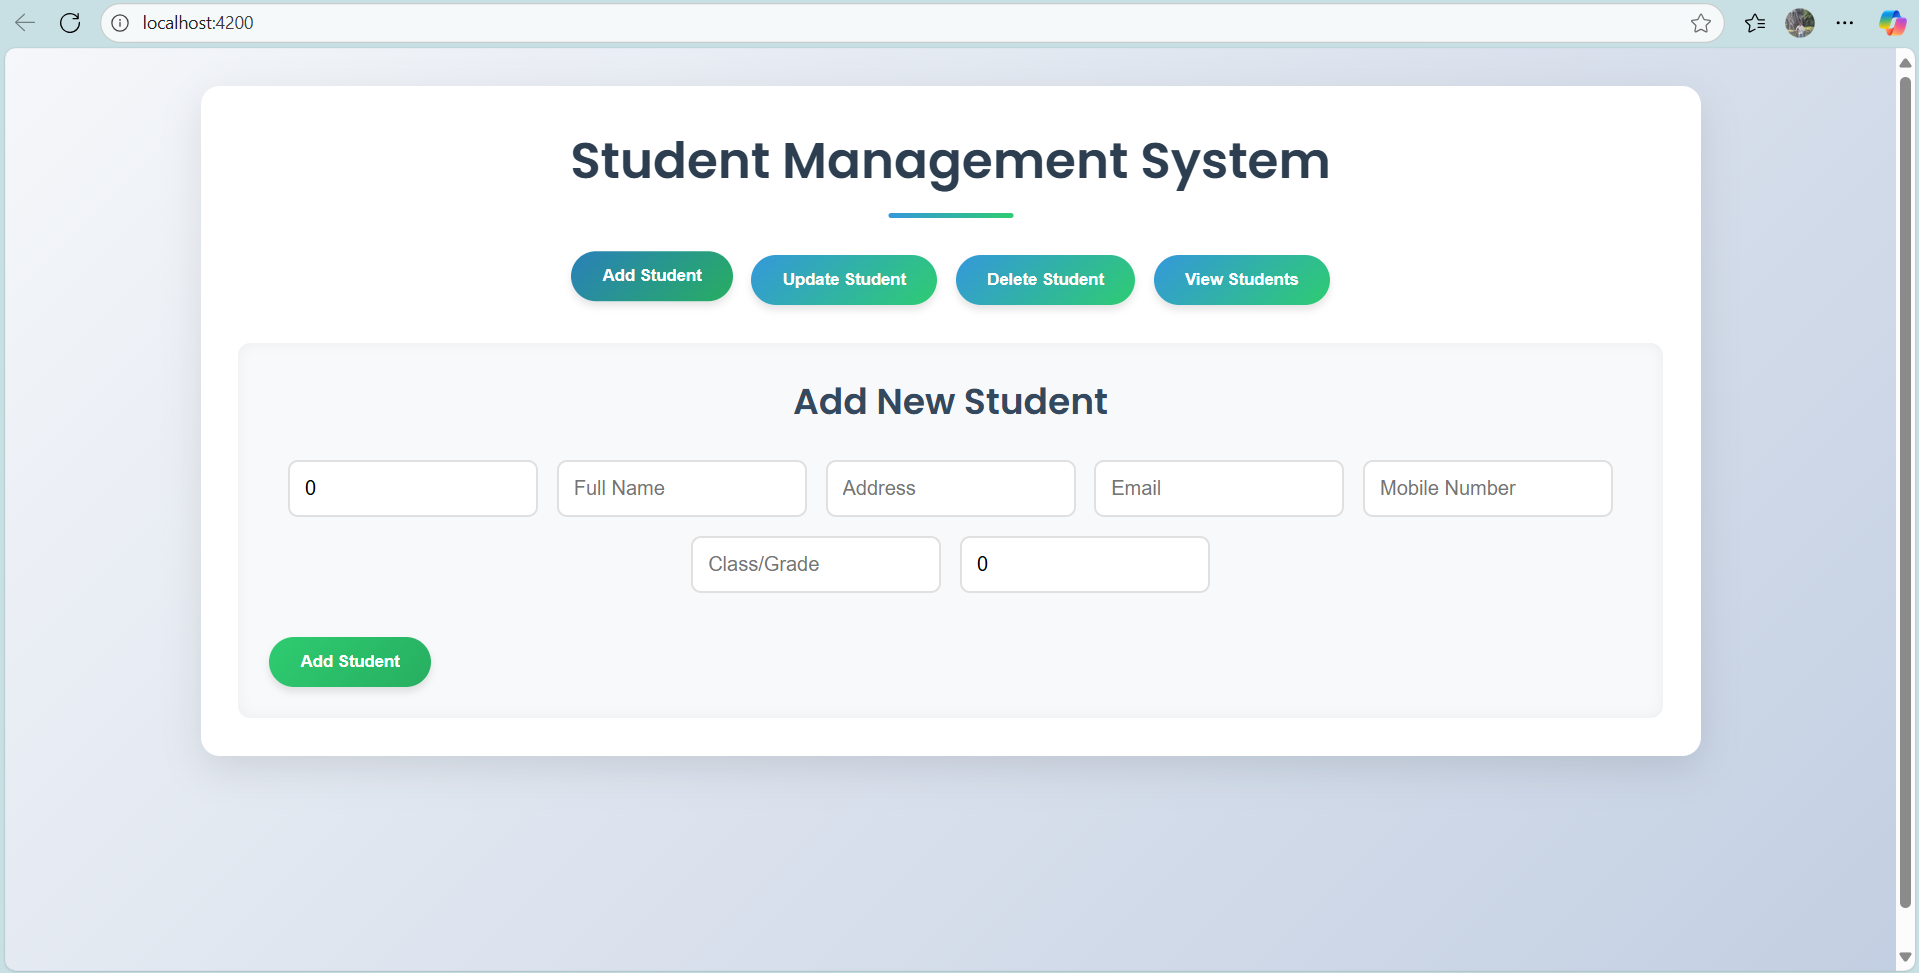 localhost:4200
Student Management System
Add Student Update Student Delete Student View Students
Add New Student
0 Full Name Address Email Mobile Number
Class/Grade 0
Add Student